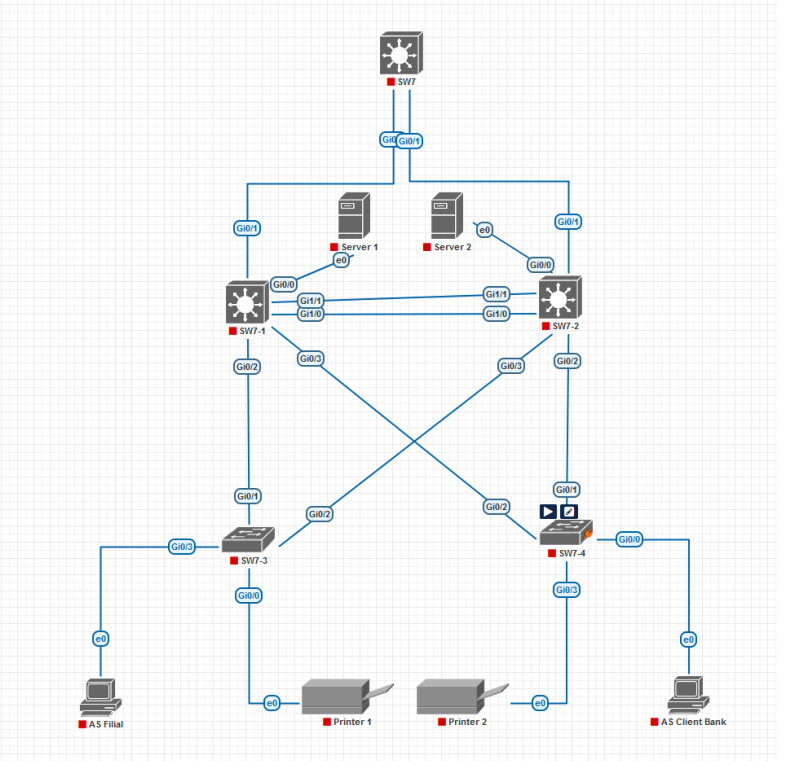 SW7
Gi0
Gi0/1
Gi0/1
Gi0/1
Server 1
Server 2
e0
e0
Gi0/0
Gi0/0
Gi1/1
Gi1/1
Gi1/0
Gi1/0
SW7-1
SW7-2
Gi0/2
Gi0/3
Gi0/3
Gi0/2
Gi0/1
Gi0/2
Gi0/2
Gi0/1
SW7-3
SW7-4
Gi0/3
Gi0/0
Gi0/0
Gi0/3
e0
e0
e0
e0
AS Filial
Printer 1
Printer 2
AS Client Bank